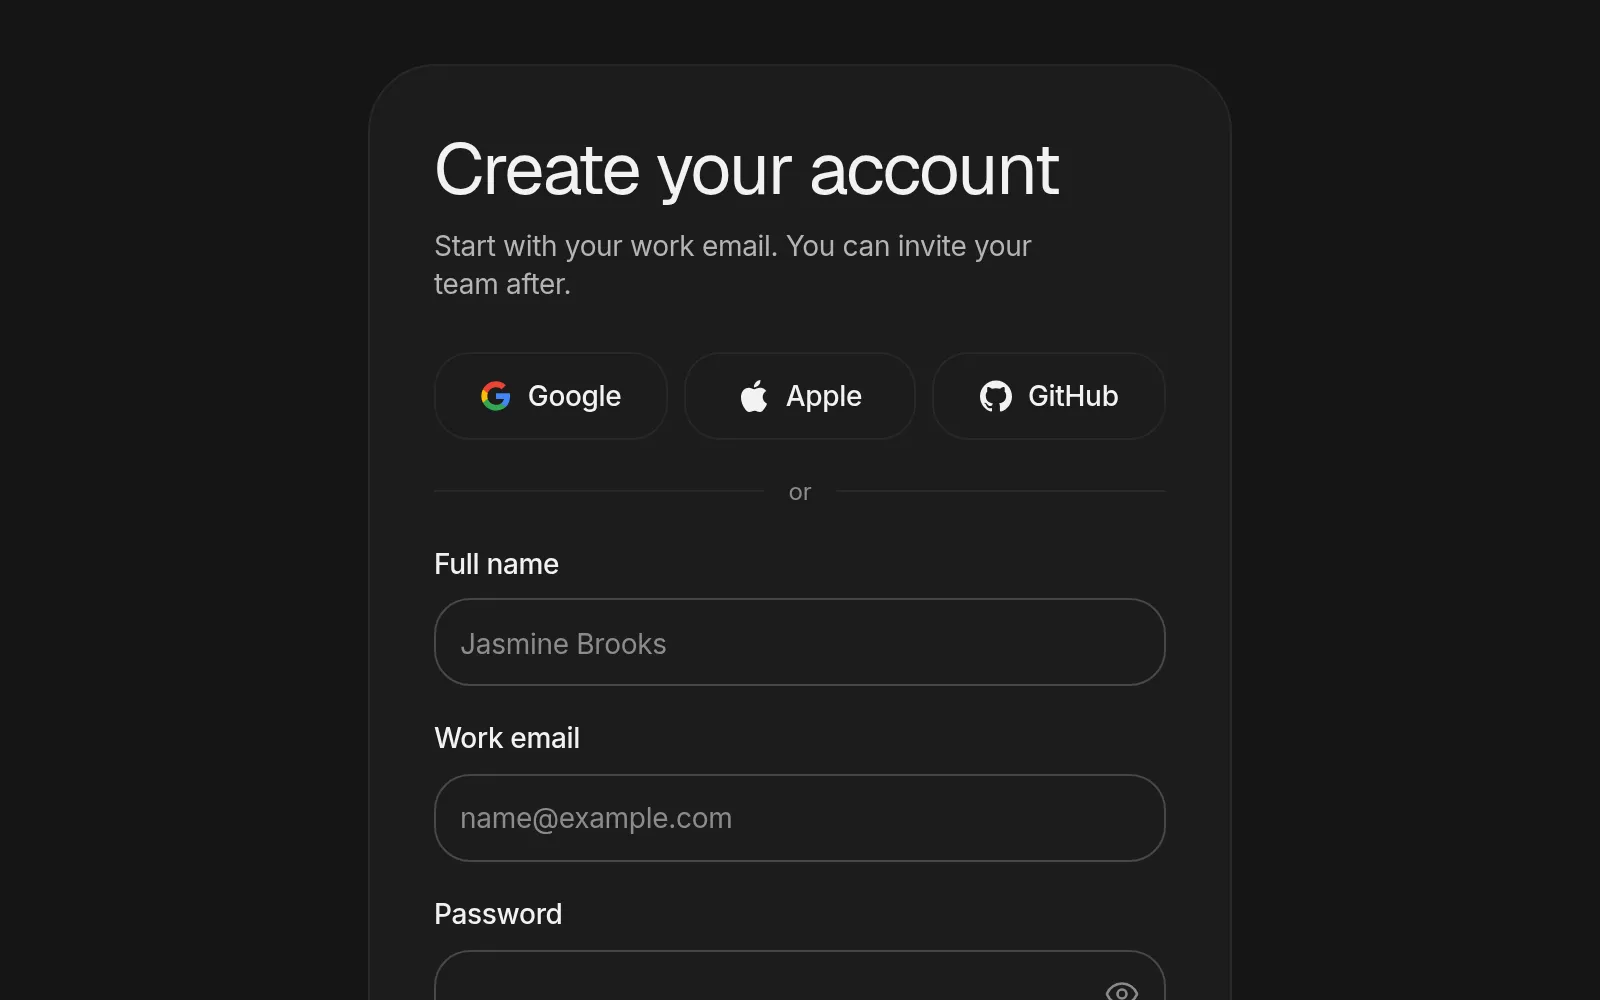 Create your account
Start with your work email. You can invite your
team after.
Google
Apple
GitHub
or
Full name
Jasmine Brooks
Work email
name@example.com
Password